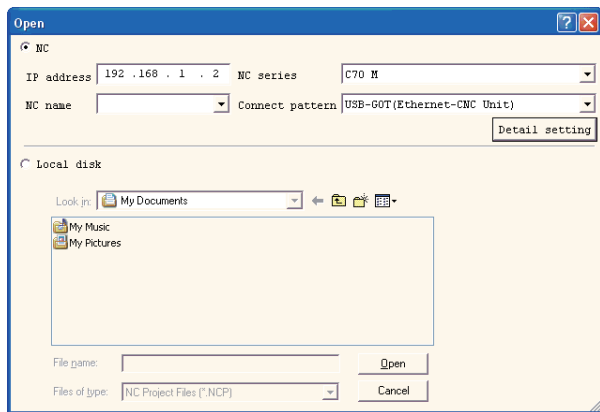 Open
NC
IP address 192 .168 . 1 . 2 NC series C70 M
NC name Connect pattern USB-GOT(Ethernet-CNC Unit)
Detail setting
Local disk
Look in: My Documents
My Music
My Pictures
File name: Open
Files of type: NC Project Files (*.NCP) Cancel